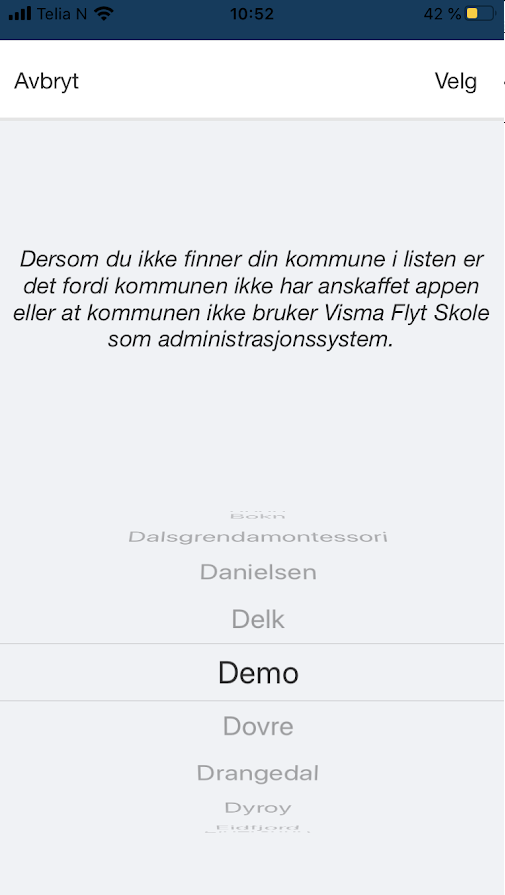 Telia N 10:52 42 %
Avbryt Velg
Dersom du ikke finner din kommune i listen er
det fordi kommunen ikke har anskaffet appen
eller at kommunen ikke bruker Visma Flyt Skole
som administrasjonssystem.
Bokn
Dalsgrendamontessori
Danielsen
Delk
Demo
Dovre
Drangedal
Dyroy
Eidfjord